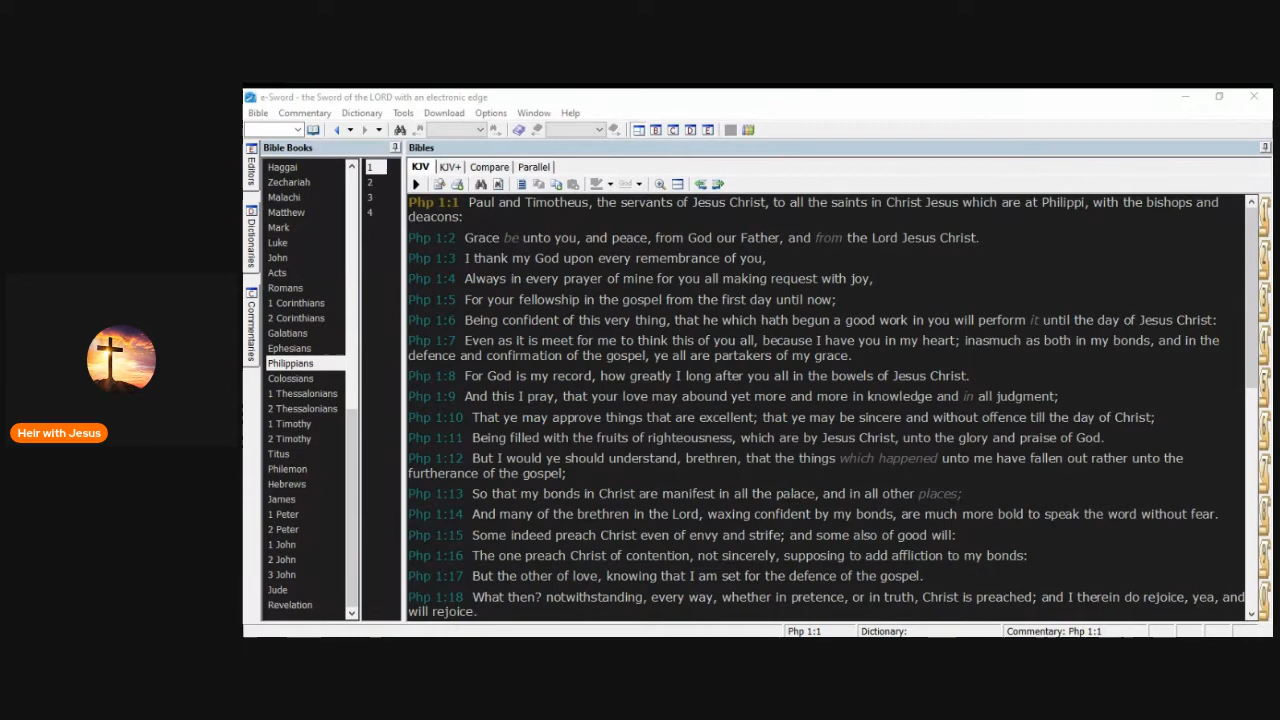 e-Sword - the Sword of the LORD with an electronic edge
Bible Commentary Dictionary Tools Download Options Window Help
B C D E
Bible Books
Bibles
E Editors
D Dictionaries
C Commentaries
Haggai
Zechariah
Malachi
Matthew
Mark
Luke
John
Acts
Romans
1 Corinthians
2 Corinthians
Galatians
Ephesians
Philippians
Colossians
1 Thessalonians
2 Thessalonians
1 Timothy
2 Timothy
Titus
Philemon
Hebrews
James
1 Peter
2 Peter
1 John
2 John
3 John
Jude
Revelation
1
2
3
4
KJV KJV+ Compare Parallel
Php 1:1 Paul and Timotheus, the servants of Jesus Christ, to all the saints in Christ Jesus which are at Philippi, with the bishops and
deacons:
Php 1:2 Grace be unto you, and peace, from God our Father, and from the Lord Jesus Christ.
Php 1:3 I thank my God upon every remembrance of you,
Php 1:4 Always in every prayer of mine for you all making request with joy,
Php 1:5 For your fellowship in the gospel from the first day until now;
Php 1:6 Being confident of this very thing, that he which hath begun a good work in you will perform it until the day of Jesus Christ:
Php 1:7 Even as it is meet for me to think this of you all, because I have you in my heart; inasmuch as both in my bonds, and in the
defence and confirmation of the gospel, ye all are partakers of my grace.
Php 1:8 For God is my record, how greatly I long after you all in the bowels of Jesus Christ.
Php 1:9 And this I pray, that your love may abound yet more and more in knowledge and in all judgment;
Php 1:10 That ye may approve things that are excellent; that ye may be sincere and without offence till the day of Christ;
Php 1:11 Being filled with the fruits of righteousness, which are by Jesus Christ, unto the glory and praise of God.
Php 1:12 But I would ye should understand, brethren, that the things which happened unto me have fallen out rather unto the
furtherance of the gospel;
Php 1:13 So that my bonds in Christ are manifest in all the palace, and in all other places;
Php 1:14 And many of the brethren in the Lord, waxing confident by my bonds, are much more bold to speak the word without fear.
Php 1:15 Some indeed preach Christ even of envy and strife; and some also of good will:
Php 1:16 The one preach Christ of contention, not sincerely, supposing to add affliction to my bonds:
Php 1:17 But the other of love, knowing that I am set for the defence of the gospel.
Php 1:18 What then? notwithstanding, every way, whether in pretence, or in truth, Christ is preached; and I therein do rejoice, yea, and
will rejoice.
Php 1:1 Dictionary: Commentary: Php 1:1
Heir with Jesus